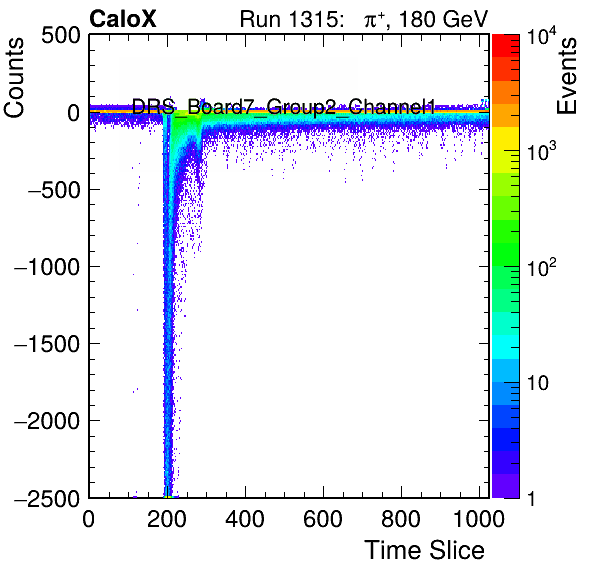 CaloX Run 1315: π⁺, 180 GeV
Counts
Events
DRS_Board7_Group2_Channel1
500
0
−500
−1000
−1500
−2000
−2500
0 200 400 600 800 1000
Time Slice
10⁴
10³
10²
10
1